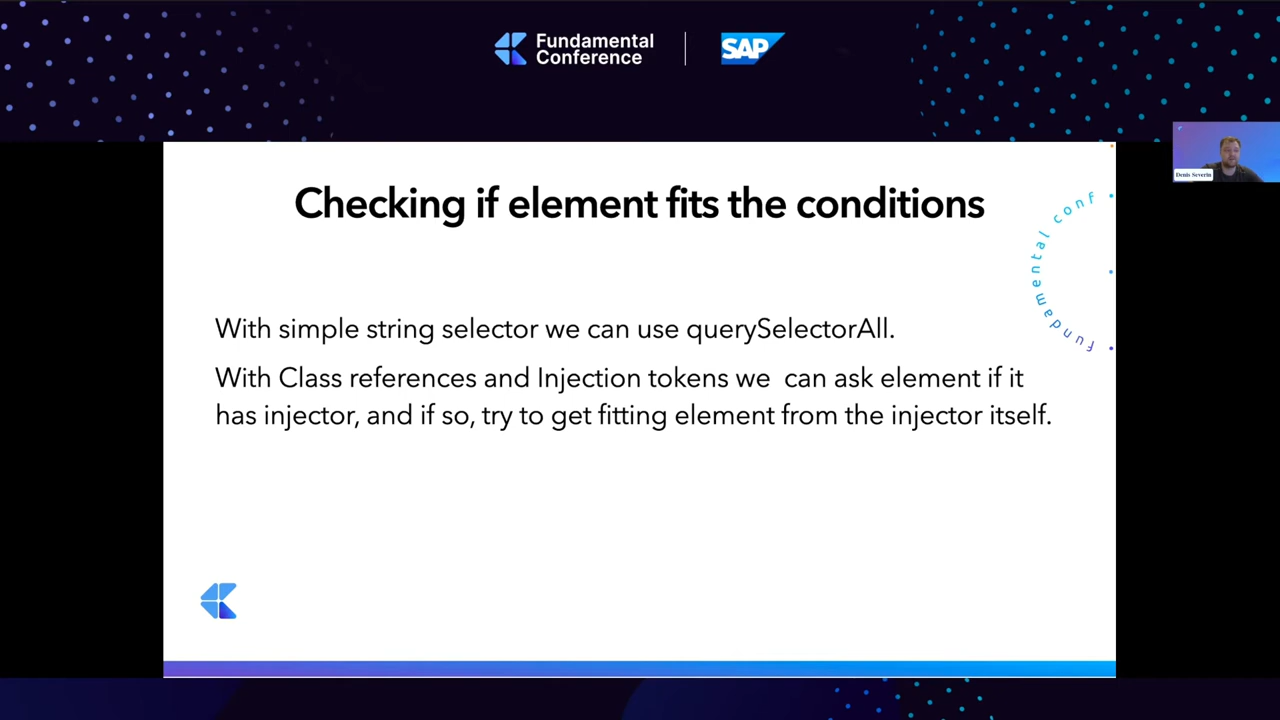 Fundamental
Conference
SAP
Denis Severin
Checking if element fits the conditions
fundamental conf
With simple string selector we can use querySelectorAll.
With Class references and Injection tokens we  can ask element if it
has injector, and if so, try to get fitting element from the injector itself.